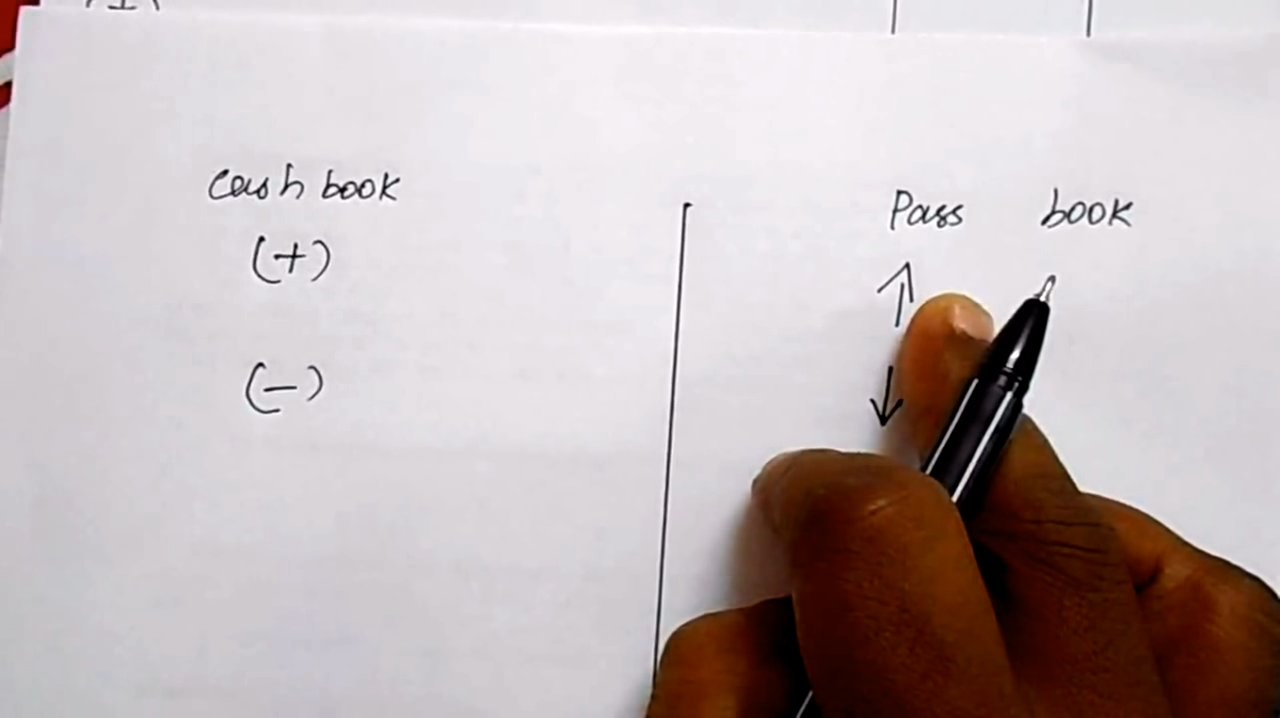 Cash book
(+)
(-)
Pass book
↑
↓